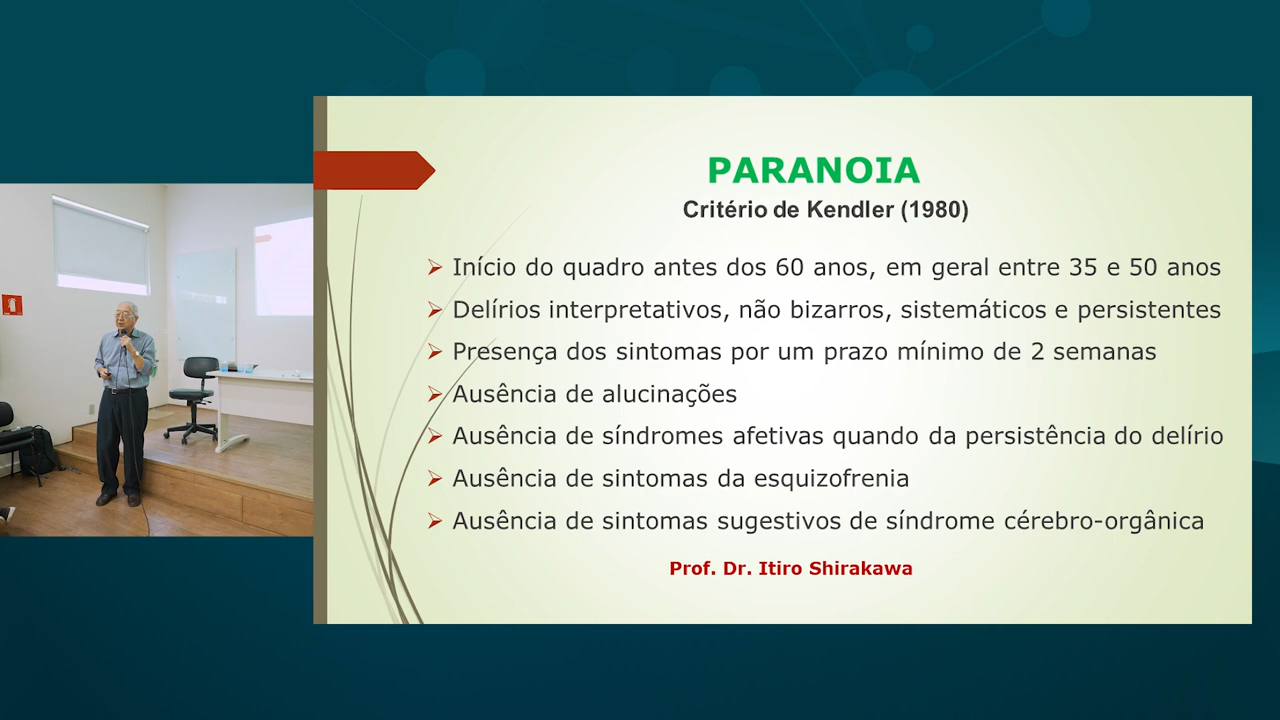 PARANOIA
Critério de Kendler (1980)
Início do quadro antes dos 60 anos, em geral entre 35 e 50 anos
Delírios interpretativos, não bizarros, sistemáticos e persistentes
Presença dos sintomas por um prazo mínimo de 2 semanas
Ausência de alucinações
Ausência de síndromes afetivas quando da persistência do delírio
Ausência de sintomas da esquizofrenia
Ausência de sintomas sugestivos de síndrome cérebro-orgânica
Prof. Dr. Itiro Shirakawa